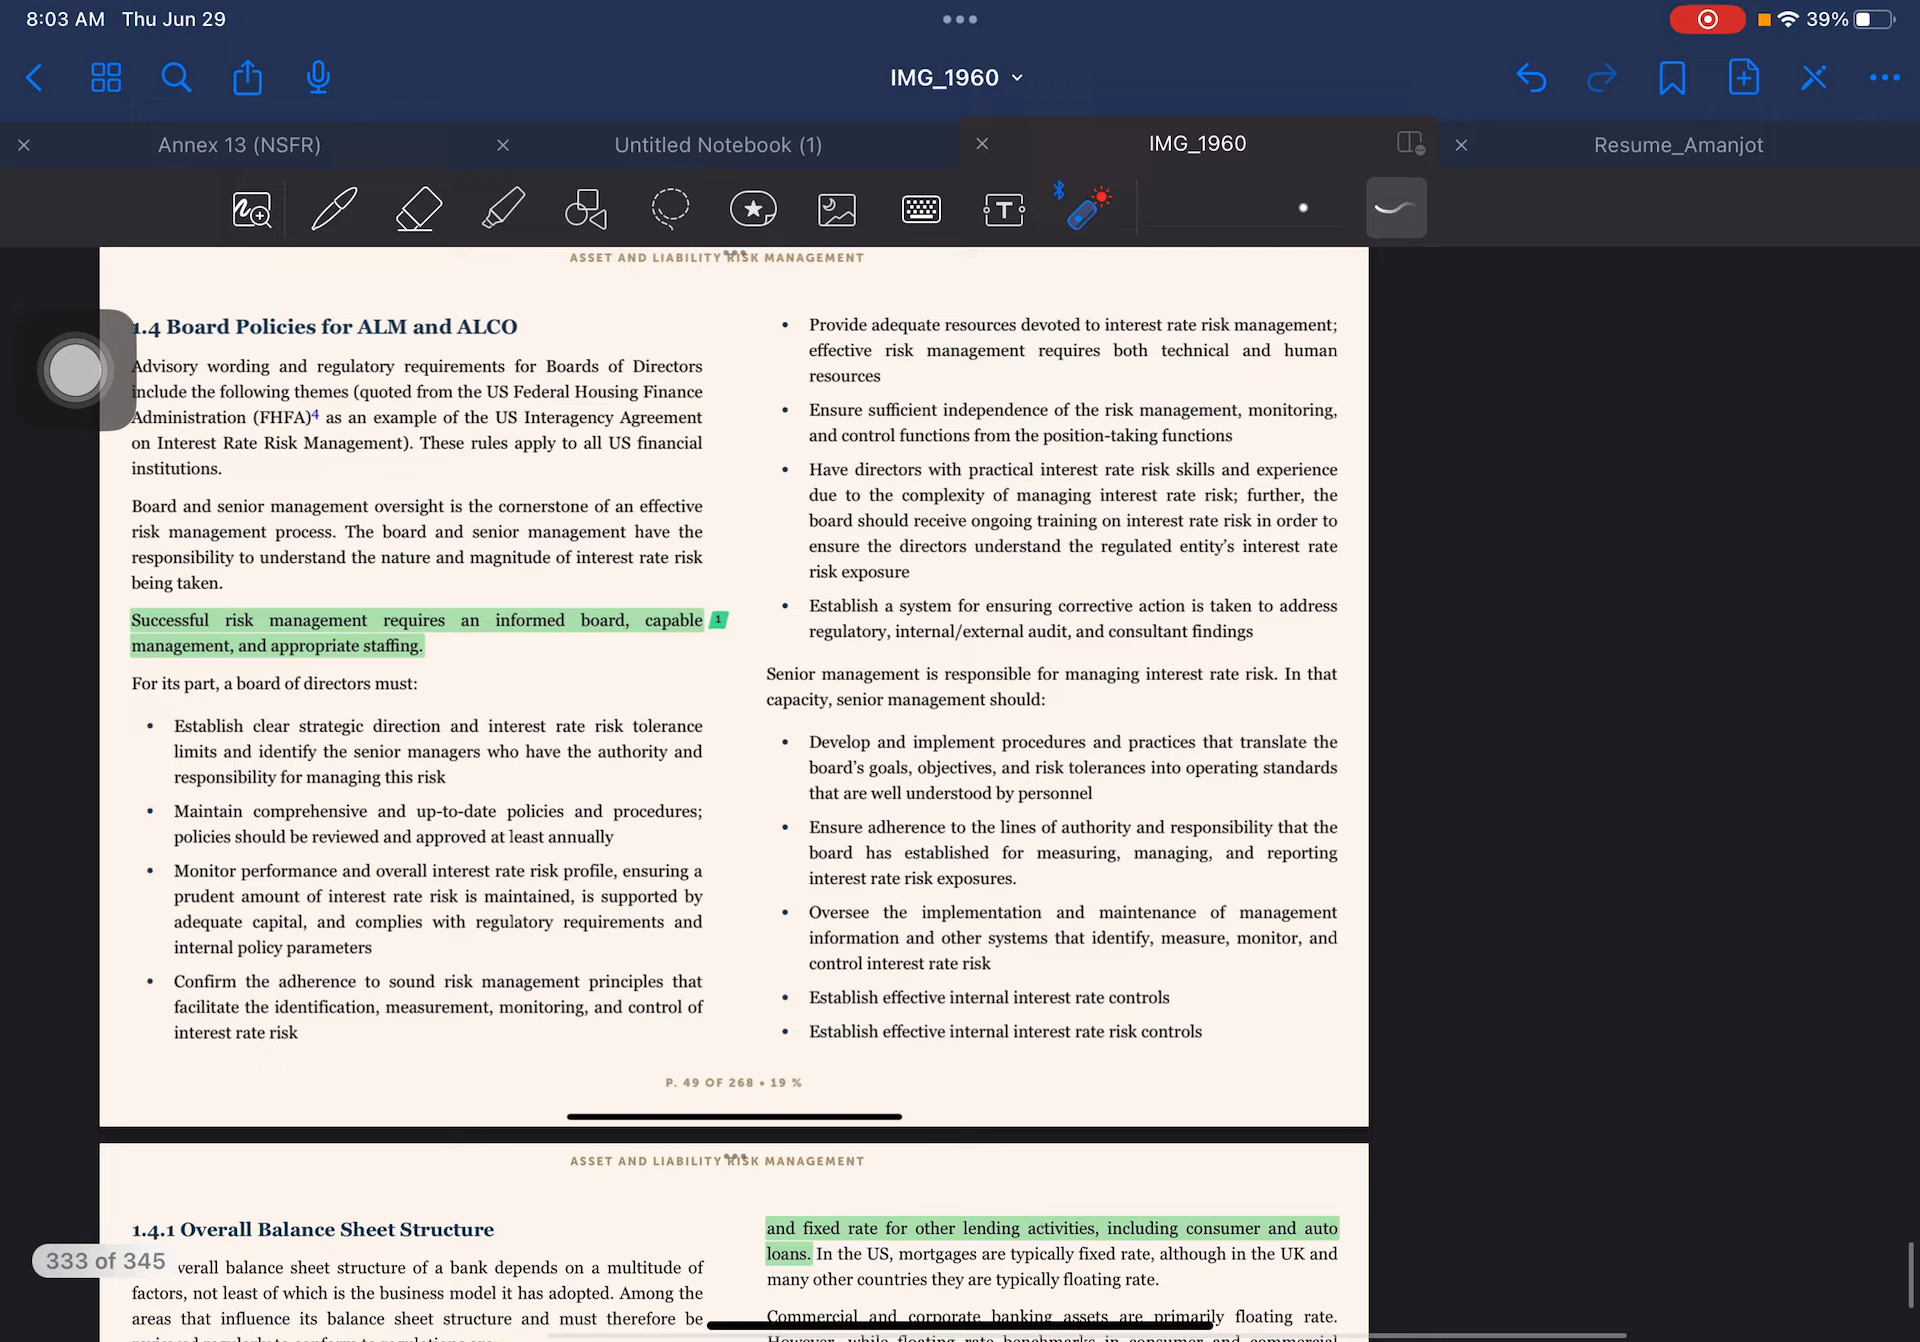 8:03 AM Thu Jun 29
39%
IMG_1960
Annex 13 (NSFR)
Untitled Notebook (1)
IMG_1960
Resume_Amanjot
ASSET AND LIABILITY RISK MANAGEMENT
1.4 Board Policies for ALM and ALCO
Advisory wording and regulatory requirements for Boards of Directors
include the following themes (quoted from the US Federal Housing Finance
Administration (FHFA)4 as an example of the US Interagency Agreement
on Interest Rate Risk Management). These rules apply to all US financial
institutions.
Board and senior management oversight is the cornerstone of an effective
risk management process. The board and senior management have the
responsibility to understand the nature and magnitude of interest rate risk
being taken.
Successful risk management requires an informed board, capable
management, and appropriate staffing.
1
For its part, a board of directors must:
• Establish clear strategic direction and interest rate risk tolerance
limits and identify the senior managers who have the authority and
responsibility for managing this risk
• Maintain comprehensive and up-to-date policies and procedures;
policies should be reviewed and approved at least annually
• Monitor performance and overall interest rate risk profile, ensuring a
prudent amount of interest rate risk is maintained, is supported by
adequate capital, and complies with regulatory requirements and
internal policy parameters
• Confirm the adherence to sound risk management principles that
facilitate the identification, measurement, monitoring, and control of
interest rate risk
• Provide adequate resources devoted to interest rate risk management;
effective risk management requires both technical and human
resources
• Ensure sufficient independence of the risk management, monitoring,
and control functions from the position-taking functions
• Have directors with practical interest rate risk skills and experience
due to the complexity of managing interest rate risk; further, the
board should receive ongoing training on interest rate risk in order to
ensure the directors understand the regulated entity's interest rate
risk exposure
• Establish a system for ensuring corrective action is taken to address
regulatory, internal/external audit, and consultant findings
Senior management is responsible for managing interest rate risk. In that
capacity, senior management should:
• Develop and implement procedures and practices that translate the
board's goals, objectives, and risk tolerances into operating standards
that are well understood by personnel
• Ensure adherence to the lines of authority and responsibility that the
board has established for measuring, managing, and reporting
interest rate risk exposures.
• Oversee the implementation and maintenance of management
information and other systems that identify, measure, monitor, and
control interest rate risk
• Establish effective internal interest rate controls
• Establish effective internal interest rate risk controls
P. 49 OF 268 • 19 %
ASSET AND LIABILITY RISK MANAGEMENT
1.4.1 Overall Balance Sheet Structure
333 of 345
verall balance sheet structure of a bank depends on a multitude of
factors, not least of which is the business model it has adopted. Among the
areas that influence its balance sheet structure and must therefore be
and fixed rate for other lending activities, including consumer and auto
loans. In the US, mortgages are typically fixed rate, although in the UK and
many other countries they are typically floating rate.
Commercial and corporate banking assets are primarily floating rate.